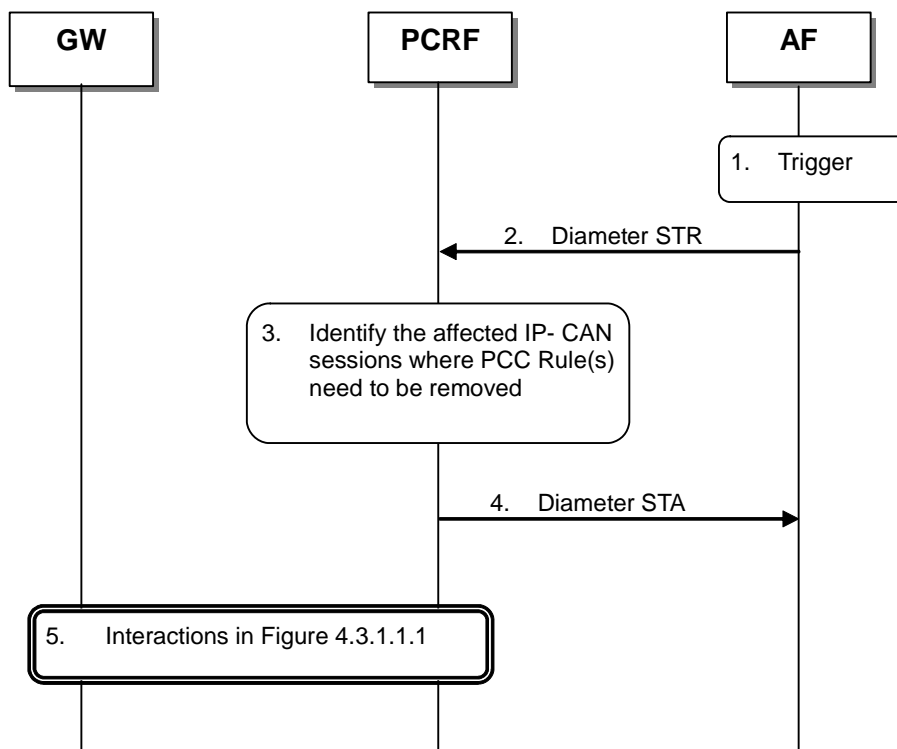 GW
PCRF
AF
1. Trigger
2. Diameter STR
3. Identify the affected IP- CAN
sessions where PCC Rule(s)
need to be removed
4. Diameter STA
5. Interactions in Figure 4.3.1.1.1